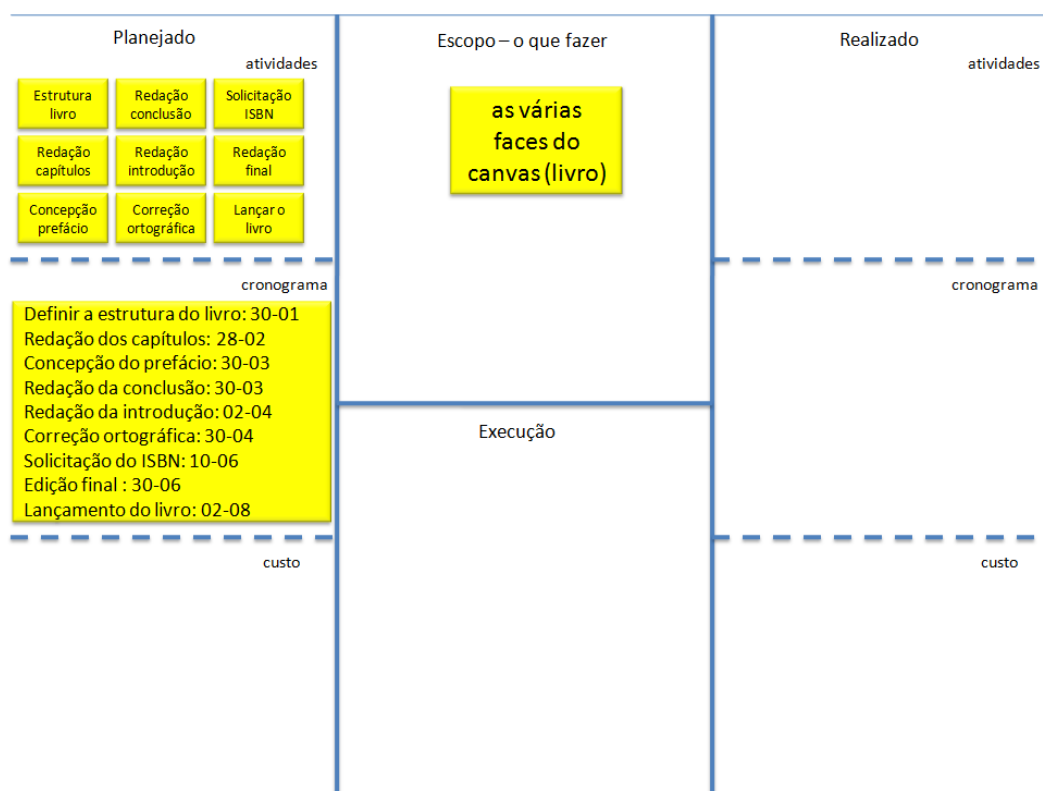 Planejado
atividades
Estrutura
livro
Redação
conclusão
Solicitação
ISBN
Redação
capítulos
Redação
introdução
Redação
final
Concepção
prefácio
Correção
ortográfica
Lançar o
livro
cronograma
Definir a estrutura do livro: 30-01
Redação dos capítulos: 28-02
Concepção do prefácio: 30-03
Redação da conclusão: 30-03
Redação da introdução: 02-04
Correção ortográfica: 30-04
Solicitação do ISBN: 10-06
Edição final : 30-06
Lançamento do livro: 02-08
custo
Escopo – o que fazer
as várias
faces do
canvas (livro)
Execução
Realizado
atividades
cronograma
custo